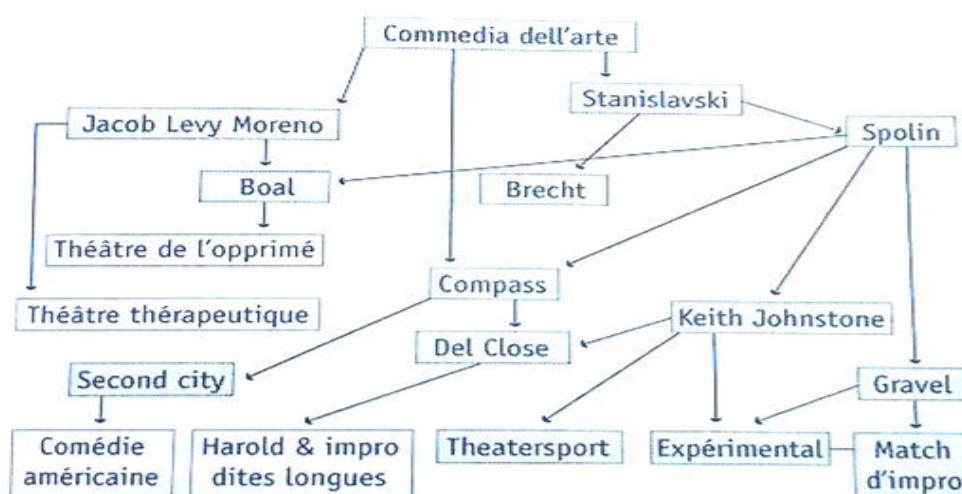 Commedia dell'arte
Stanislavski
Jacob Levy Moreno
Spolin
Boal
Brecht
Théâtre de l'opprimé
Compass
Théâtre thérapeutique
Keith Johnstone
Del Close
Second city
Gravel
Comédie
américaine
Harold & impro
dites longues
Theatersport
Expérimental
Match
d'impro